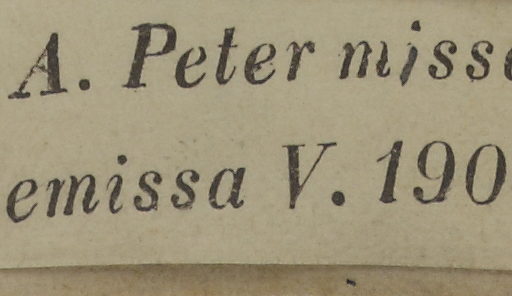 A. Peter miss
emissa V. 190